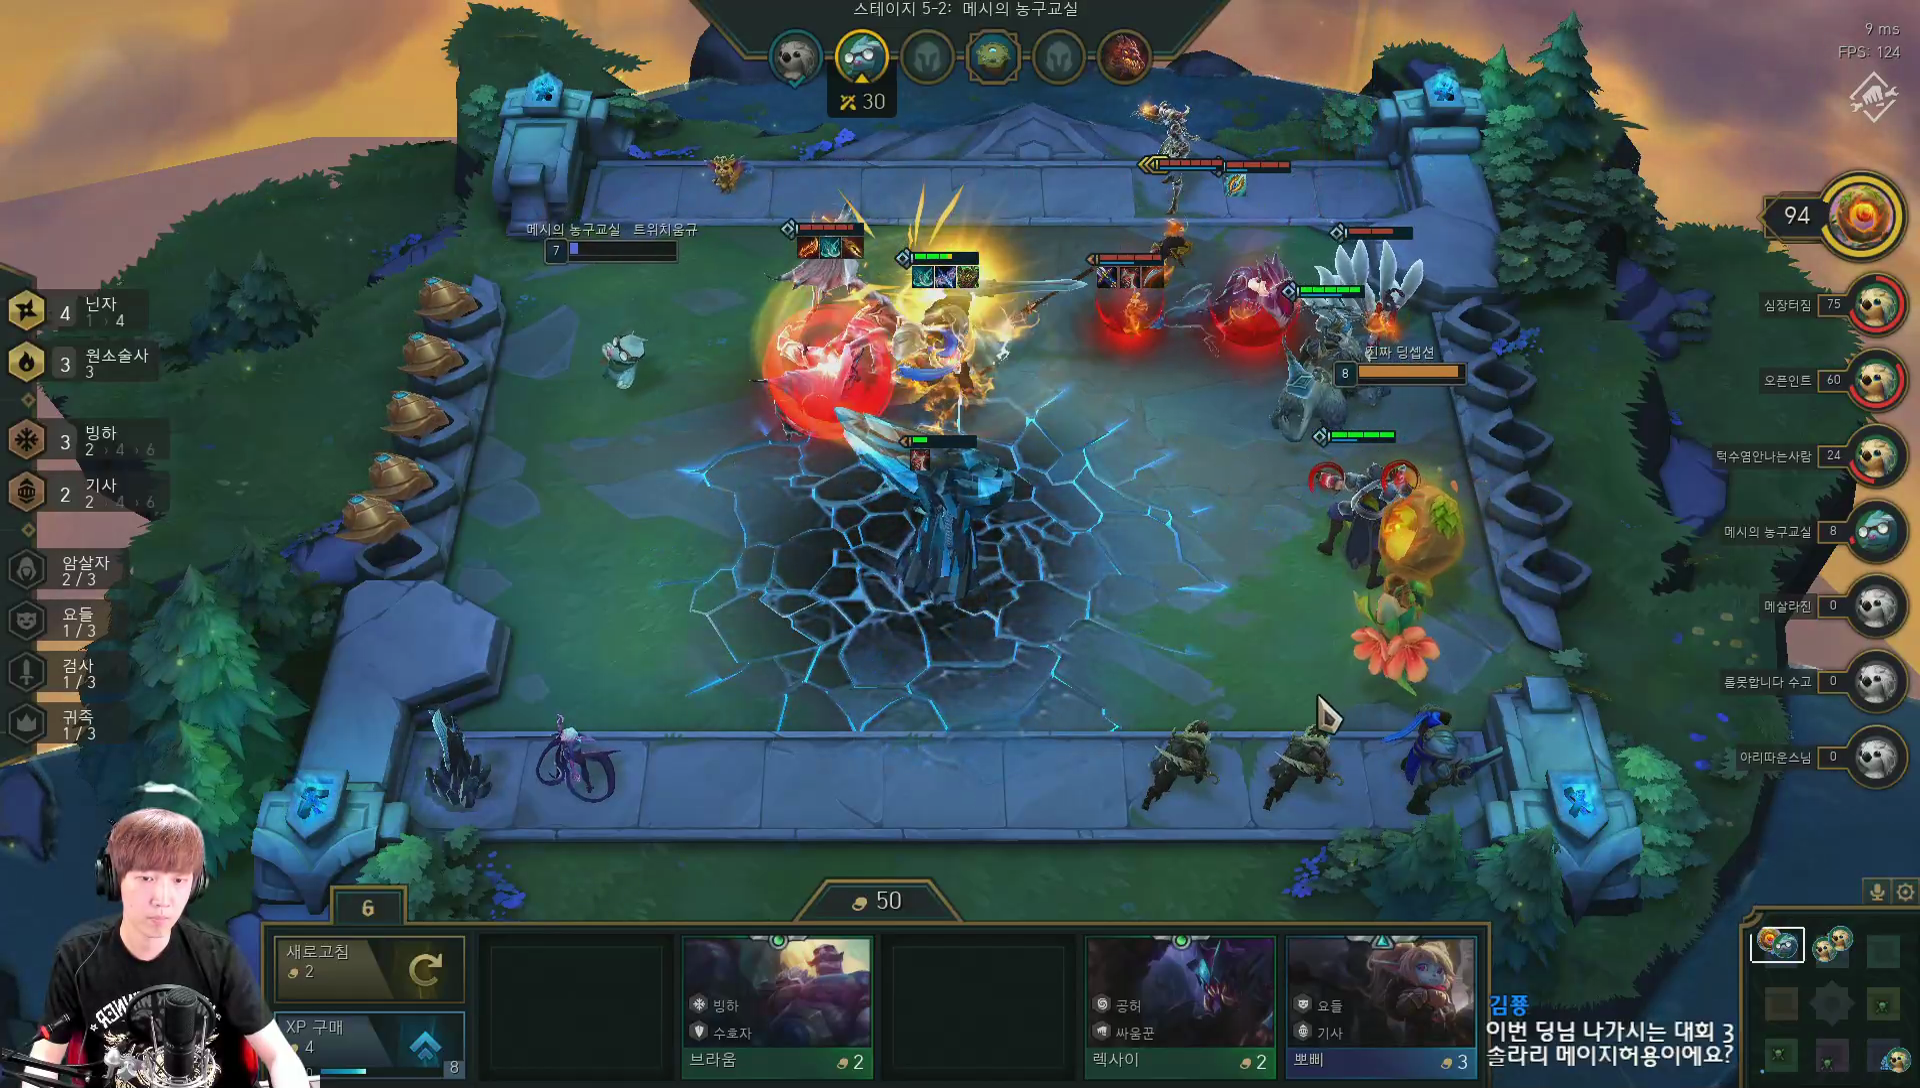 스테이지 5-2: 메시의 농구교실
9 ms
FPS: 124
30
메시의 농구교실 트위치움규
7
94
심장터짐 75
진짜 딩셉션
8
오픈인트 60
턱수염안나는사람 24
메시의 농구교실 8
메살라진 0
롤못합니다 수고 0
아리따운스님 0
4 닌자
1 › 4
3 원소술사
3
3 빙하
2 › 4 › 6
2 기사
2 › 4 › 6
암살자
2 / 3
요들
1 / 3
검사
1 / 3
귀족
1 / 3
6
50
새로고침
2
XP 구매
4
8
빙하
수호자
브라움 2
공허
싸움꾼
렉사이 2
요들
기사
뽀삐 3
김퐁
이번 딩님 나가시는 대회 3
솔라리 메이지허용이에요?